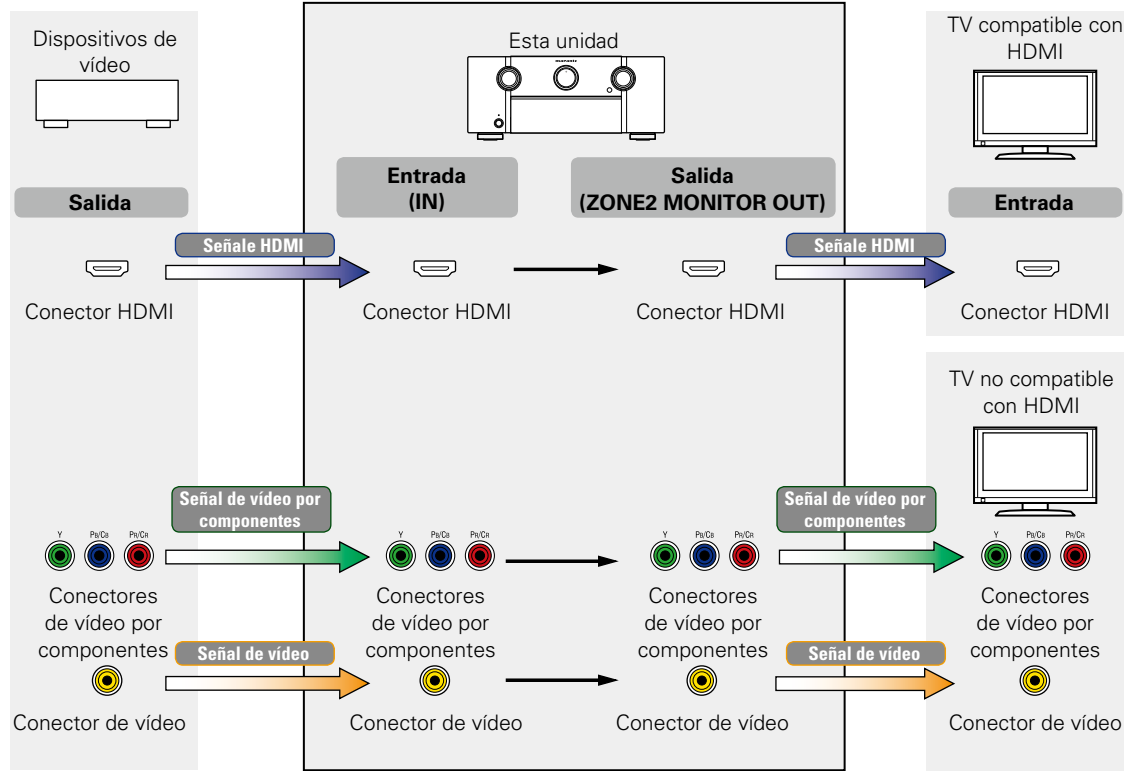 Dispositivos de
vídeo
Esta unidad
marantz
TV compatible con
HDMI
Salida
Entrada
(IN)
Salida
(ZONE2 MONITOR OUT)
Entrada
Señale HDMI
Señale HDMI
Conector HDMI
Conector HDMI
Conector HDMI
Conector HDMI
TV no compatible
con HDMI
Señal de vídeo por
componentes
Señal de vídeo por
componentes
Y PB/CB PR/CR
Y PB/CB PR/CR
Y PB/CB PR/CR
Y PB/CB PR/CR
Conectores
de vídeo por
componentes
Conectores
de vídeo por
componentes
Conectores
de vídeo por
componentes
Conectores
de vídeo por
componentes
Señal de vídeo
Señal de vídeo
Conector de vídeo
Conector de vídeo
Conector de vídeo
Conector de vídeo